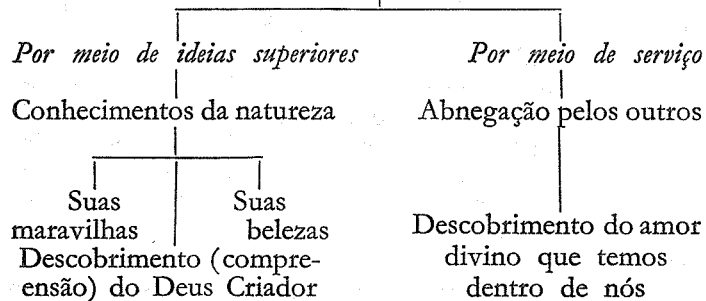 Por meio de ideias superiores
Por meio de serviço
Conhecimentos da natureza
Abnegação pelos outros
Suas
maravilhas
Suas
belezas
Descobrimento (compre-
ensão) do Deus Criador
Descobrimento do amor
divino que temos
dentro de nós